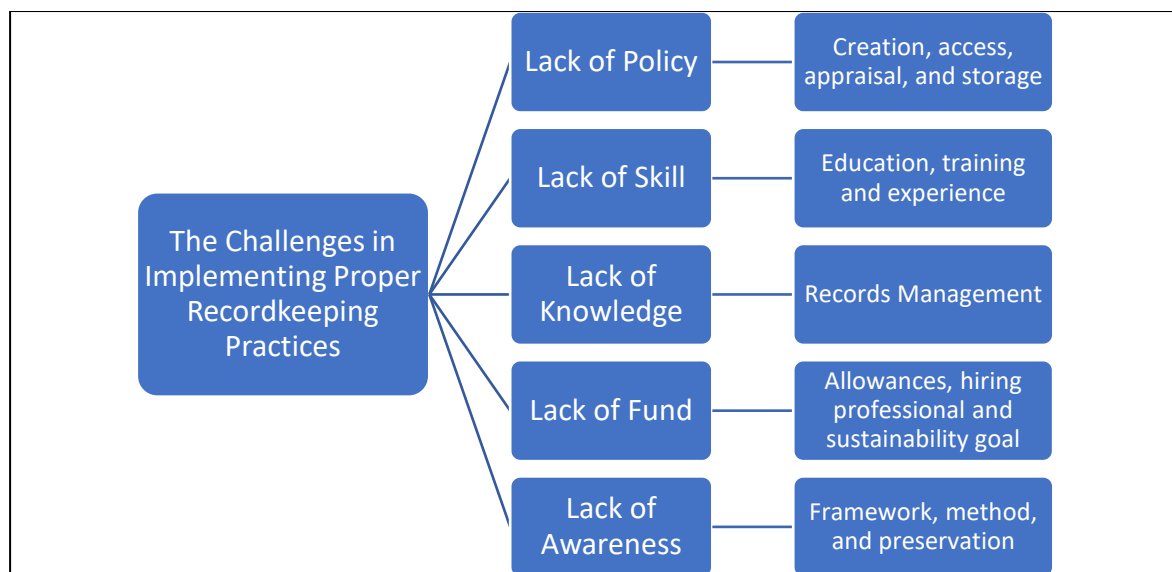 The Challenges in
Implementing Proper
Recordkeeping
Practices
Lack of Policy
Creation, access,
appraisal, and storage
Lack of Skill
Education, training
and experience
Lack of
Knowledge
Records Management
Lack of Fund
Allowances, hiring
professional and
sustainability goal
Lack of
Awareness
Framework, method,
and preservation